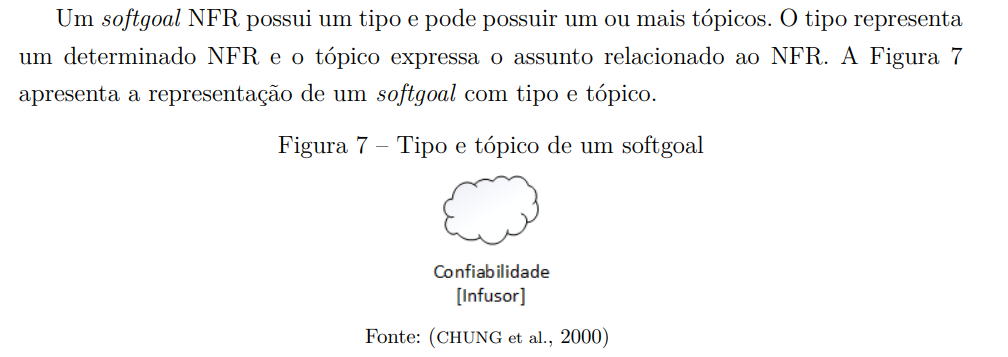 Um softgoal NFR possui um tipo e pode possuir um ou mais tópicos. O tipo representa
um determinado NFR e o tópico expressa o assunto relacionado ao NFR. A Figura 7
apresenta a representação de um softgoal com tipo e tópico.
Figura 7 – Tipo e tópico de um softgoal
Confiabilidade
[Infusor]
Fonte: (CHUNG et al., 2000)